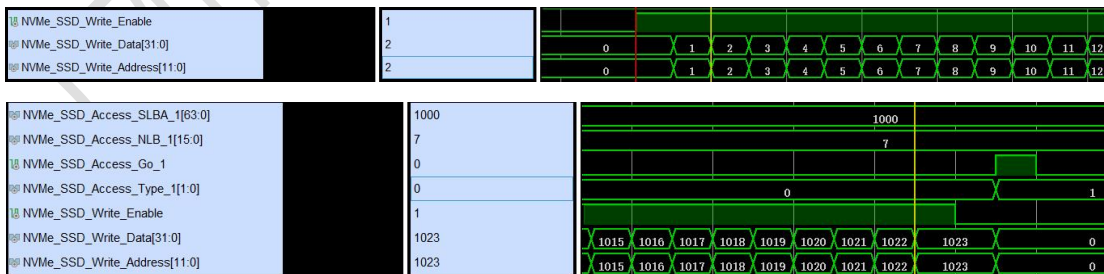 NVMe_SSD_Write_Enable 1
NVMe_SSD_Write_Data[31:0] 2 0 1 2 3 4 5 6 7 8 9 10 11 12
NVMe_SSD_Write_Address[11:0] 2 0 1 2 3 4 5 6 7 8 9 10 11 12
NVMe_SSD_Access_SLBA_1[63:0] 1000 1000
NVMe_SSD_Access_NLB_1[15:0] 7 7
NVMe_SSD_Access_Go_1 0
NVMe_SSD_Access_Type_1[1:0] 0 0 1
NVMe_SSD_Write_Enable 1
NVMe_SSD_Write_Data[31:0] 1023 1015 1016 1017 1018 1019 1020 1021 1022 1023 0
NVMe_SSD_Write_Address[11:0] 1023 1015 1016 1017 1018 1019 1020 1021 1022 1023 0